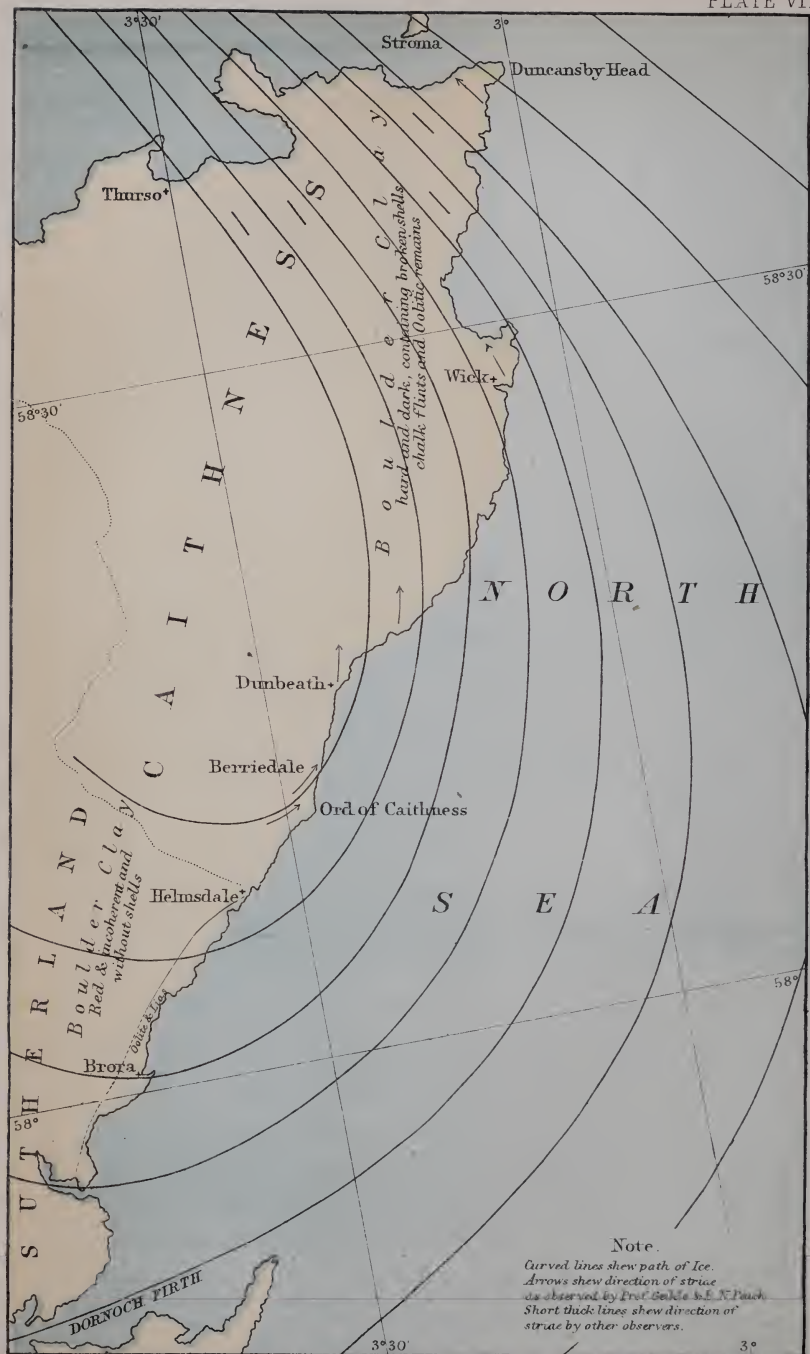 PLATE VI
3°30′
3°
Stroma
Duncansby Head
Thurso
58°30′
58°30′
Wick
CAITHNESS
Boulder Clay
hard and dark, containing broken shells
chalk flints and Oolitic remains
NORTH
SEA
Dunbeath
Berriedale
Ord of Caithness
Helmsdale
SUTHERLAND
Boulder Clay
Red & incoherent and
without shells
Oolite & Lias
Brora
58°
58°
DORNOCH FIRTH
Note.
Curved lines shew path of Ice.
Arrows shew direction of striae
as observed by Prof Geikie & B. N. Peach
Short thick lines shew direction of
striae by other observers.
3°30′
3°